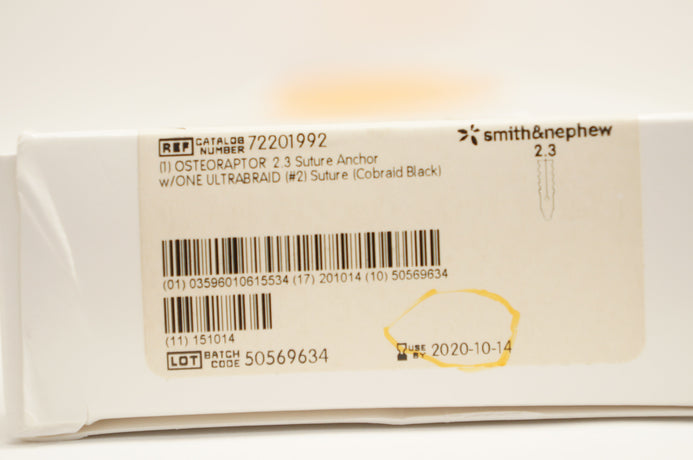 REF CATALOG NUMBER 72201992
(1) OSTEORAPTOR 2.3 Suture Anchor
w/ONE ULTRABRAID (#2) Suture (Cobraid Black)
smith&nephew
2.3
(01) 03596010615534 (17) 201014 (10) 50569634
(11) 151014
LOT BATCH CODE 50569634
USE BY 2020-10-14